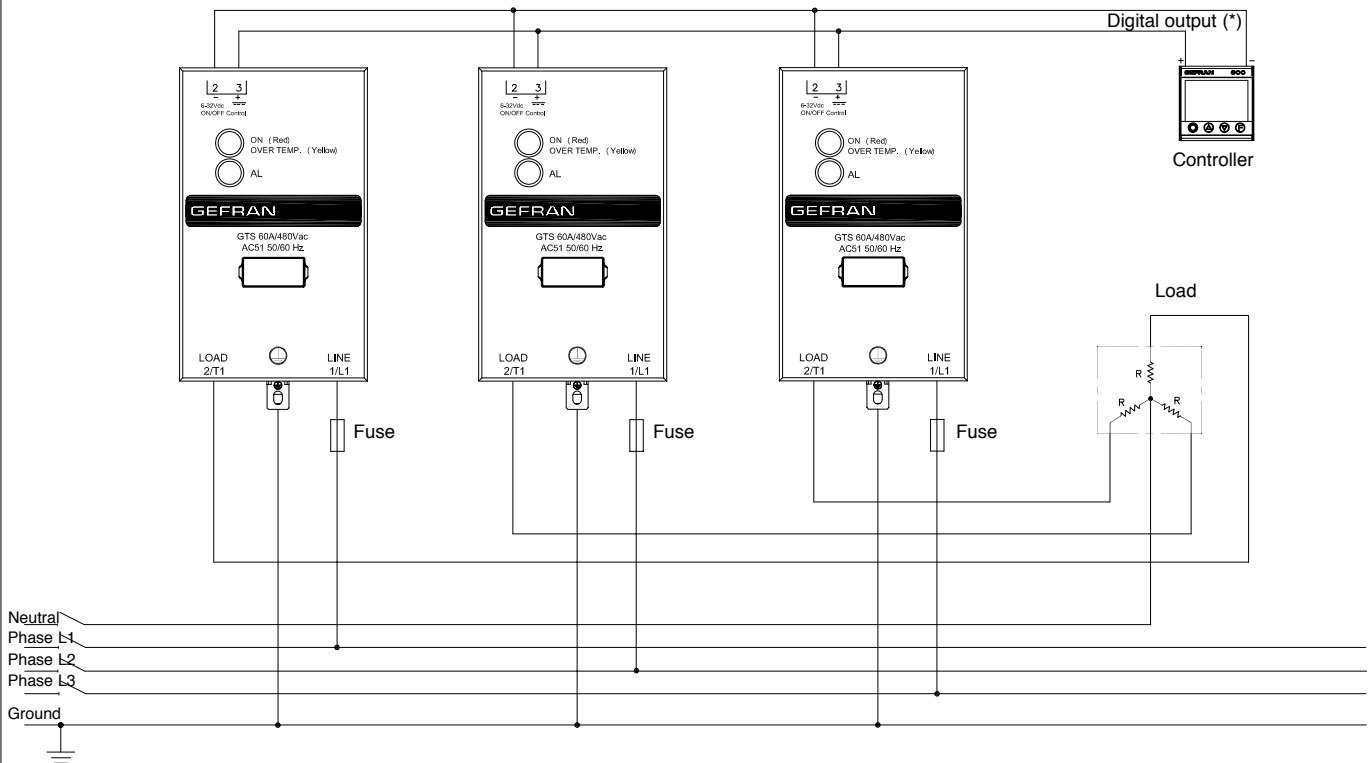 Digital output (*)
+ −
GEFRAN 600
Controller
2 3
− +
6-32Vdc
ON/OFF Control
ON (Red)
OVER TEMP. (Yellow)
AL
GEFRAN
GTS 60A/480Vac
AC51 50/60 Hz
LOAD
2/T1
LINE
1/L1
Fuse
2 3
− +
6-32Vdc
ON/OFF Control
ON (Red)
OVER TEMP. (Yellow)
AL
GEFRAN
GTS 60A/480Vac
AC51 50/60 Hz
LOAD
2/T1
LINE
1/L1
Fuse
2 3
− +
6-32Vdc
ON/OFF Control
ON (Red)
OVER TEMP. (Yellow)
AL
GEFRAN
GTS 60A/480Vac
AC51 50/60 Hz
LOAD
2/T1
LINE
1/L1
Fuse
Load
R
R
R
Neutral
Phase L1
Phase L2
Phase L3
Ground